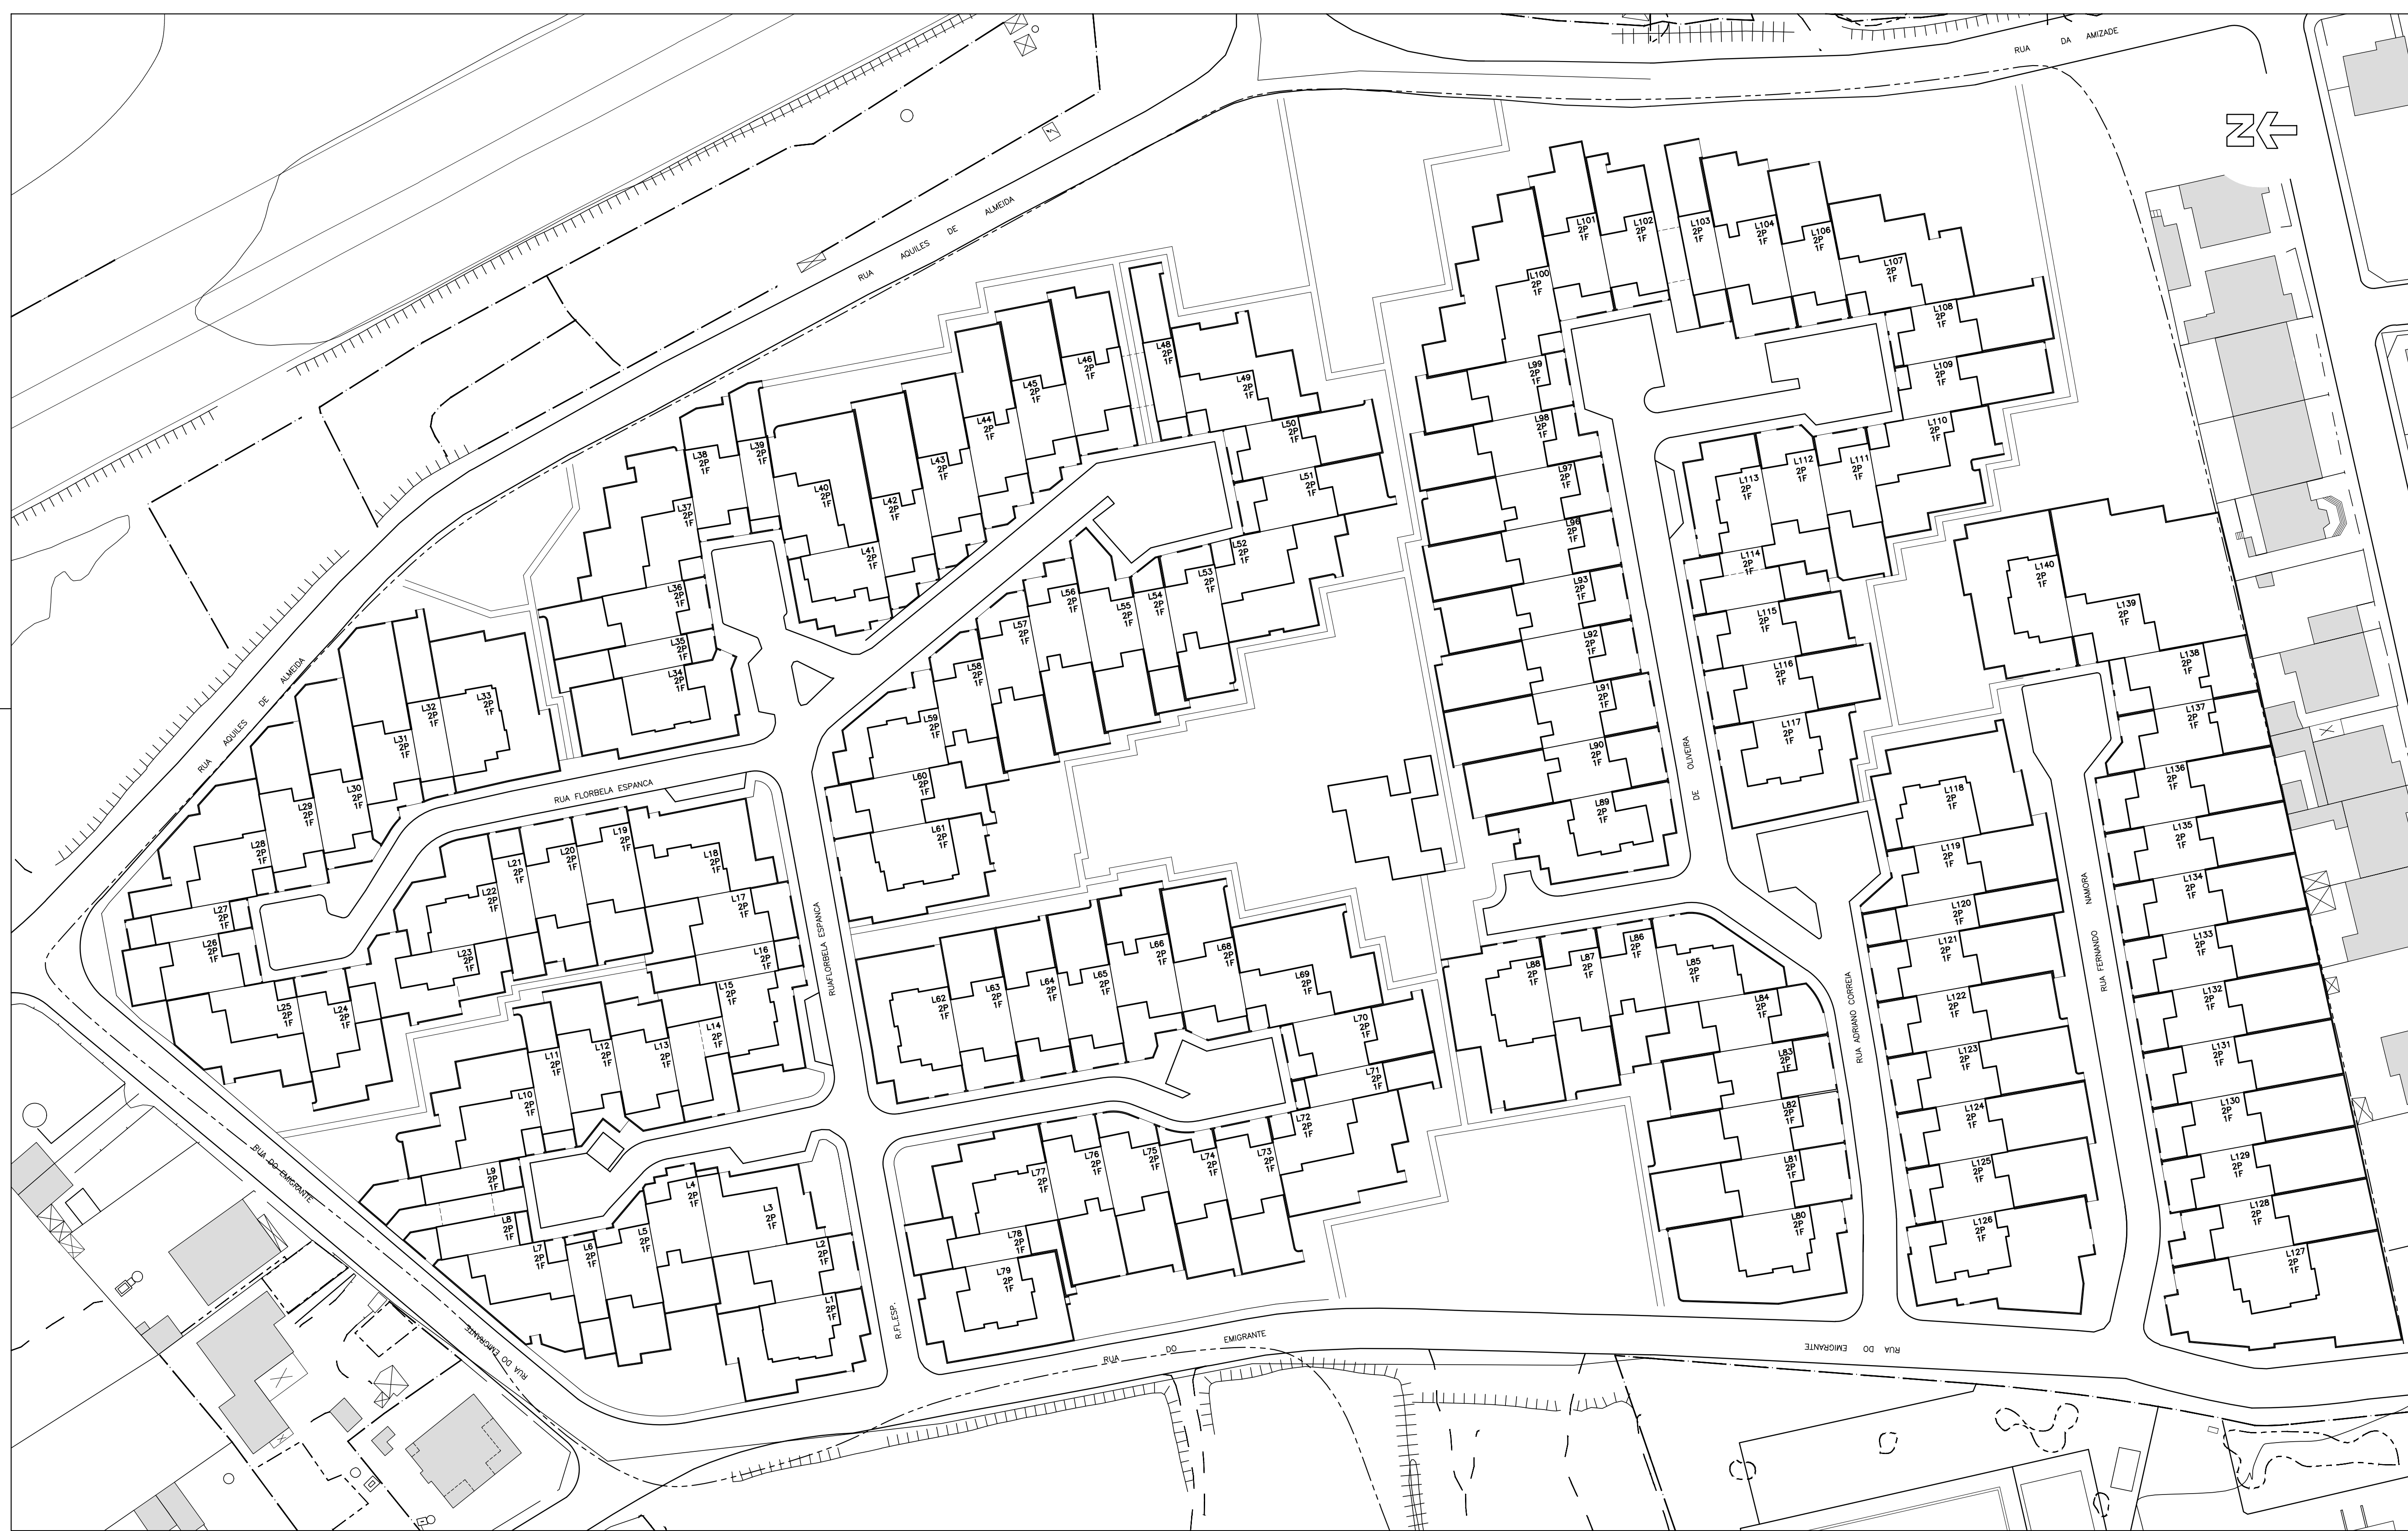 RUA DA AMIZADE
N
RUA AQUILES DE ALMEIDA
RUA AQUILES DE ALMEIDA
RUA FLORBELA ESPANCA
RUAFLORBELA ESPANCA
R.FL.ESP.
RUA DO EMIGRANTE
RUA DO EMIGRANTE
RUA DO EMIGRANTE
RUA DO EMIGRANTE
DE OLIVEIRA
RUA ADRIANO CORREIA
RUA FERNANDO NAMORA
L1
2P
1F
L2
2P
1F
L3
2P
1F
L4
2P
1F
L5
2P
1F
L6
2P
1F
L7
2P
1F
L8
2P
1F
L9
2P
1F
L10
2P
1F
L11
2P
1F
L12
2P
1F
L13
2P
1F
L14
2P
1F
L15
2P
1F
L16
2P
1F
L17
2P
1F
L18
2P
1F
L19
2P
1F
L20
2P
1F
L21
2P
1F
L22
2P
1F
L23
2P
1F
L24
2P
1F
L25
2P
1F
L26
2P
1F
L27
2P
1F
L28
2P
1F
L29
2P
1F
L30
2P
1F
L31
2P
1F
L32
2P
1F
L33
2P
1F
L34
2P
1F
L35
2P
1F
L36
2P
1F
L37
2P
1F
L38
2P
1F
L39
2P
1F
L40
2P
1F
L41
2P
1F
L42
2P
1F
L43
2P
1F
L44
2P
1F
L45
2P
1F
L46
2P
1F
L48
2P
1F
L49
2P
1F
L50
2P
1F
L51
2P
1F
L52
2P
1F
L53
2P
1F
L54
2P
1F
L55
2P
1F
L56
2P
1F
L57
2P
1F
L58
2P
1F
L59
2P
1F
L60
2P
1F
L61
2P
1F
L62
2P
1F
L63
2P
1F
L64
2P
1F
L65
2P
1F
L66
2P
1F
L68
2P
1F
L69
2P
1F
L70
2P
1F
L71
2P
1F
L72
2P
1F
L73
2P
1F
L74
2P
1F
L75
2P
1F
L76
2P
1F
L77
2P
1F
L78
2P
1F
L79
2P
1F
L80
2P
1F
L81
2P
1F
L82
2P
1F
L83
2P
1F
L84
2P
1F
L85
2P
1F
L86
2P
1F
L87
2P
1F
L88
2P
1F
L89
2P
1F
L90
2P
1F
L91
2P
1F
L92
2P
1F
L93
2P
1F
L96
2P
1F
L97
2P
1F
L98
2P
1F
L99
2P
1F
L100
2P
1F
L101
2P
1F
L102
2P
1F
L103
2P
1F
L104
2P
1F
L106
2P
1F
L107
2P
1F
L108
2P
1F
L109
2P
1F
L110
2P
1F
L111
2P
1F
L112
2P
1F
L113
2P
1F
L114
2P
1F
L115
2P
1F
L116
2P
1F
L117
2P
1F
L118
2P
1F
L119
2P
1F
L120
2P
1F
L121
2P
1F
L122
2P
1F
L123
2P
1F
L124
2P
1F
L125
2P
1F
L126
2P
1F
L127
2P
1F
L128
2P
1F
L129
2P
1F
L130
2P
1F
L131
2P
1F
L132
2P
1F
L133
2P
1F
L134
2P
1F
L135
2P
1F
L136
2P
1F
L137
2P
1F
L138
2P
1F
L139
2P
1F
L140
2P
1F